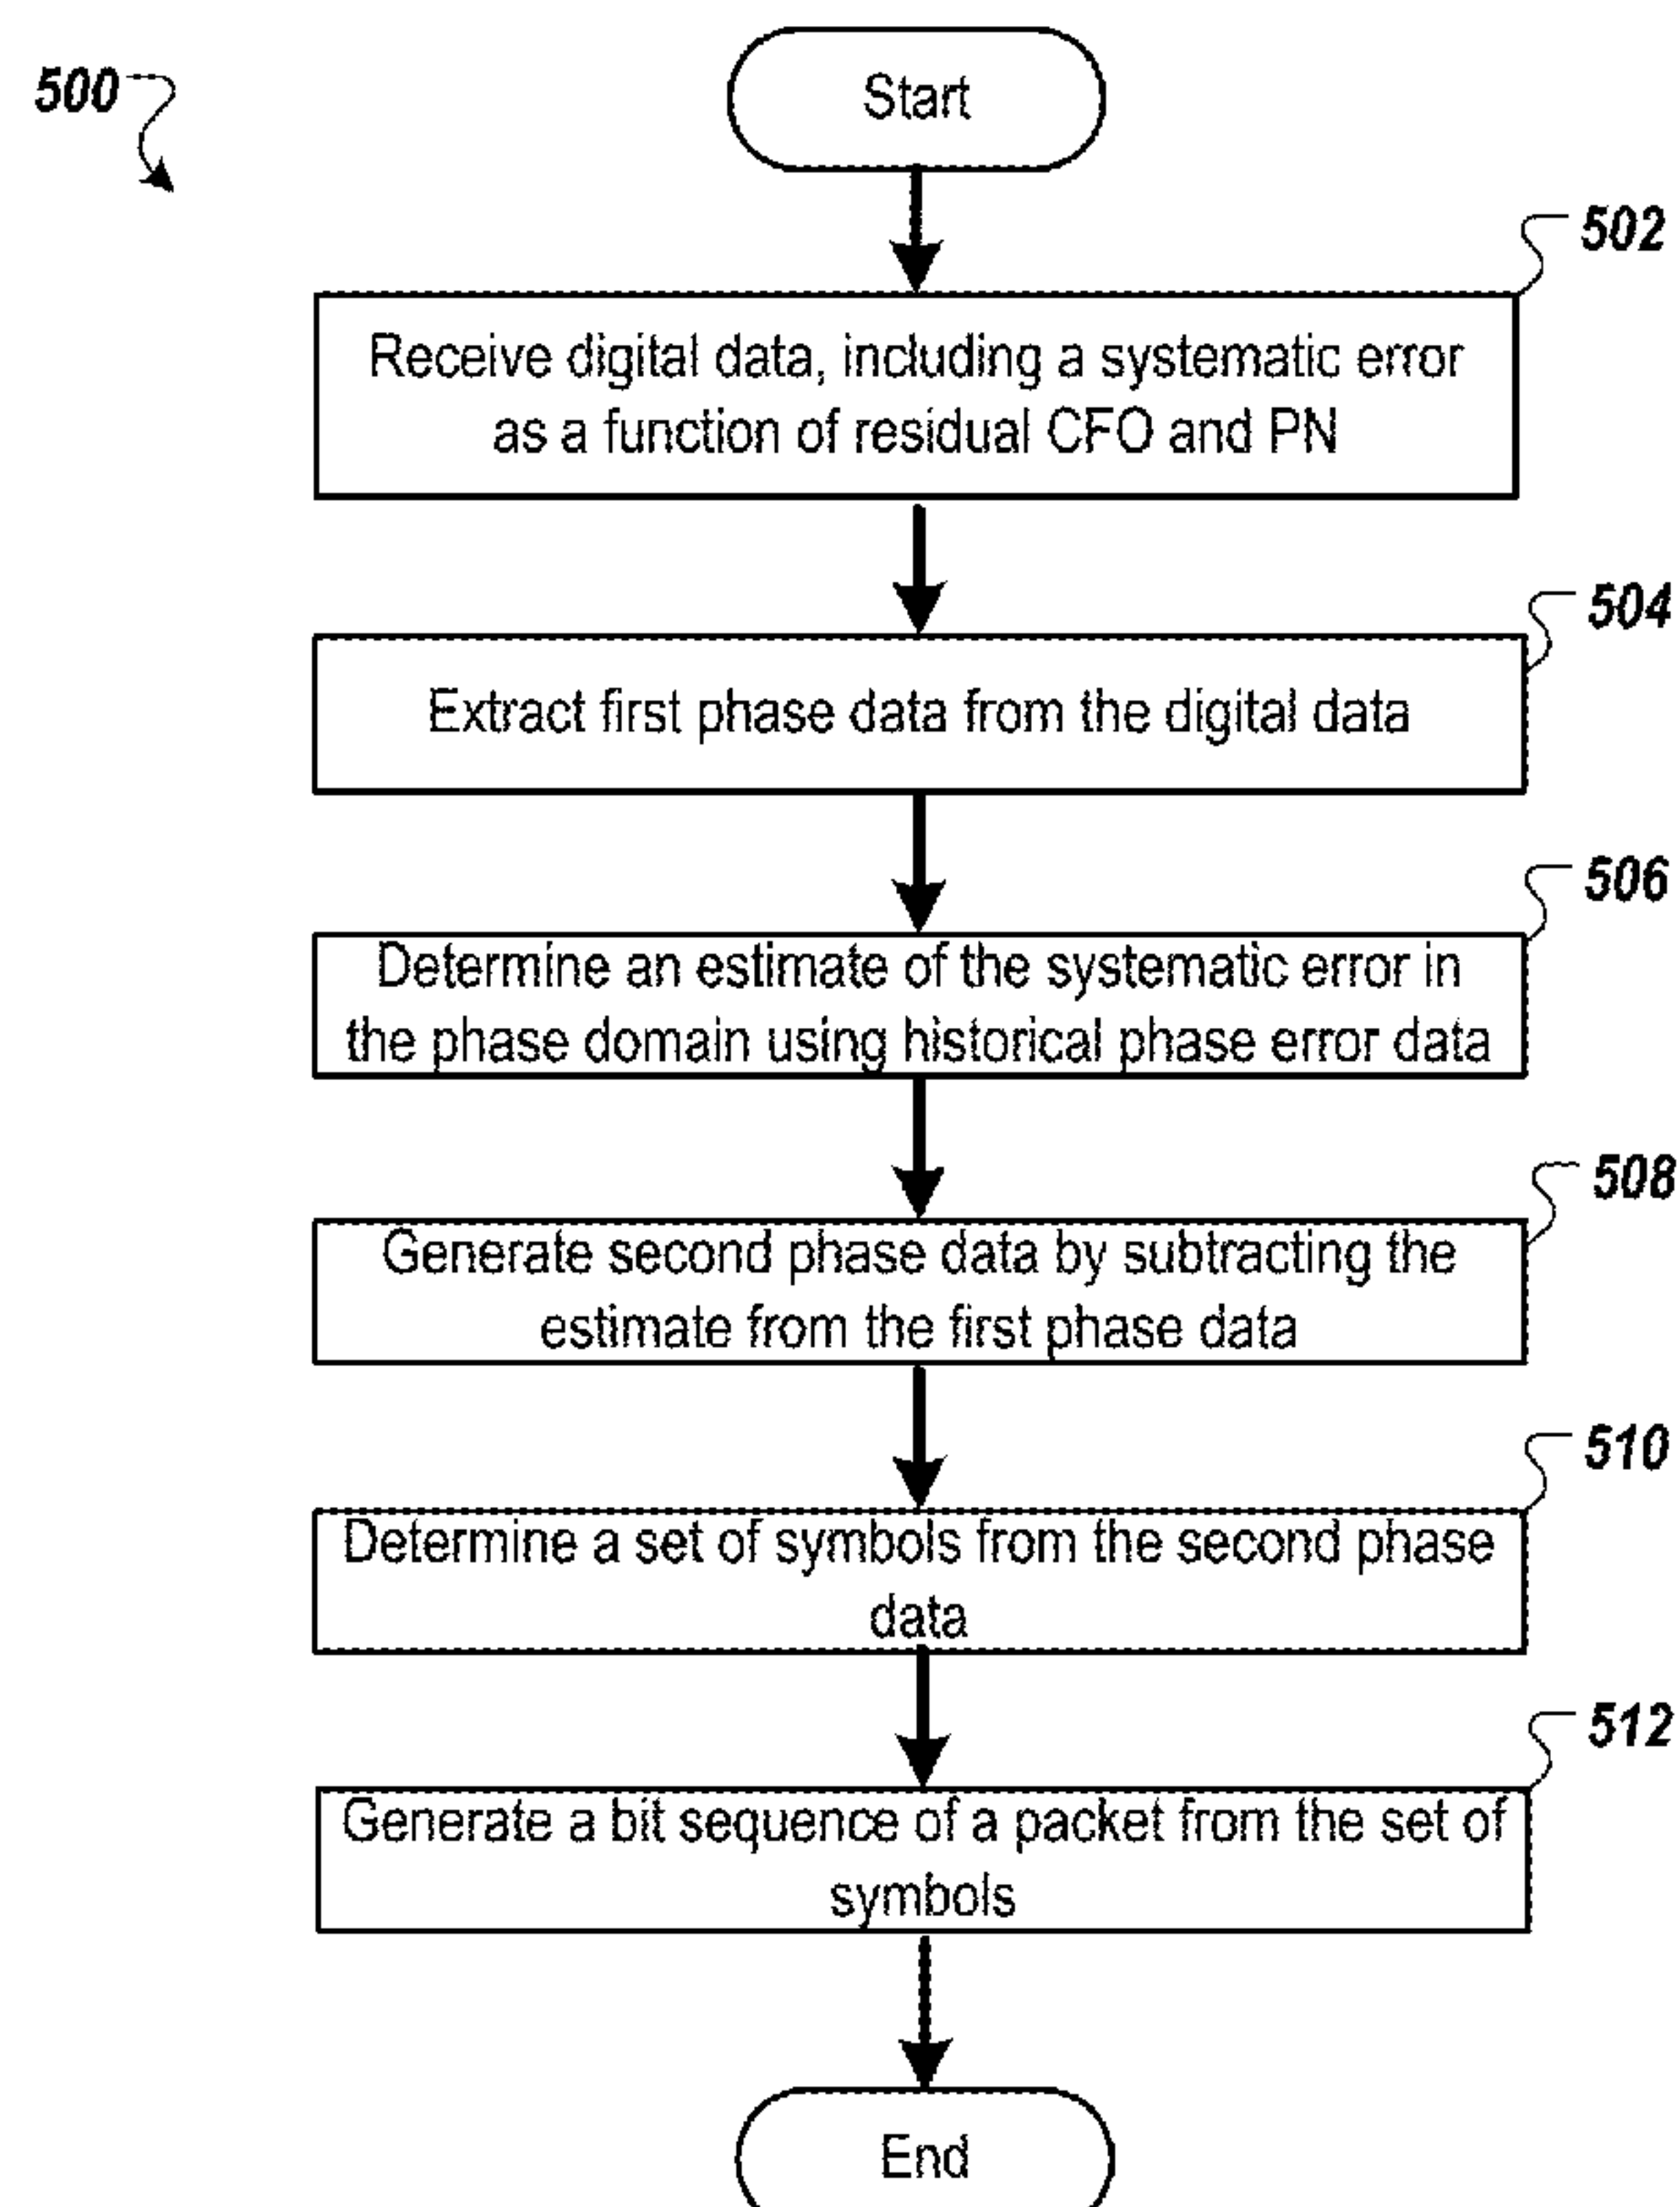 500
Start
502
Receive digital data, including a systematic error
as a function of residual CFO and PN
504
Extract first phase data from the digital data
506
Determine an estimate of the systematic error in
the phase domain using historical phase error data
508
Generate second phase data by subtracting the
estimate from the first phase data
510
Determine a set of symbols from the second phase
data
512
Generate a bit sequence of a packet from the set of
symbols
End